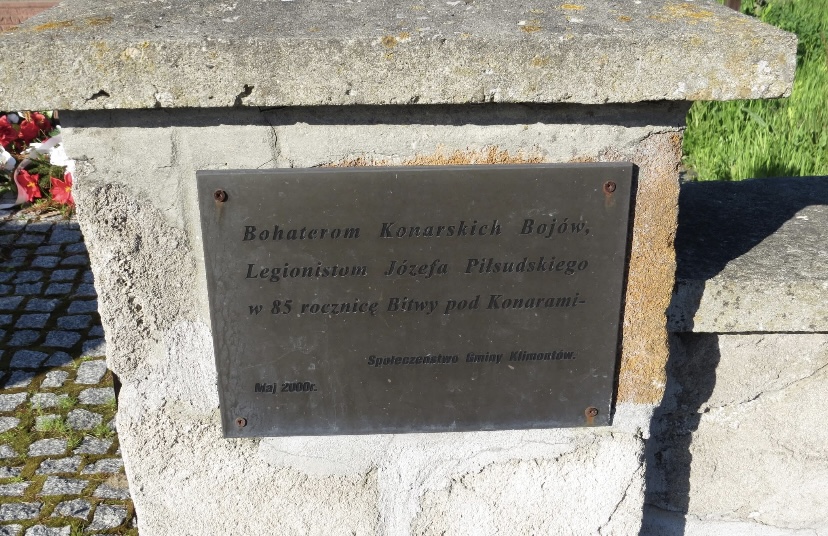 Bohaterom Konarskich Bojów,
Legionistom Józefa Piłsudskiego
w 85 rocznicę Bitwy pod Konarami-
Społeczeństwo Gminy Klimontów.
Maj 2000r.